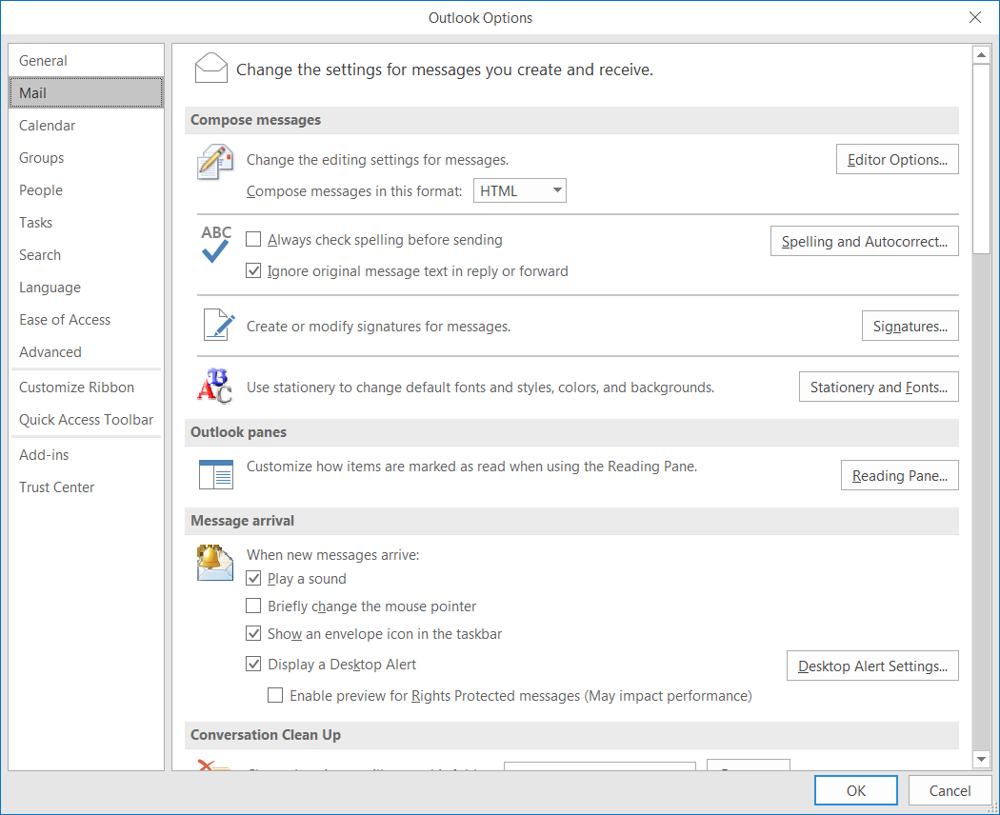 Outlook Options
General
Mail
Calendar
Groups
People
Tasks
Search
Language
Ease of Access
Advanced
Customize Ribbon
Quick Access Toolbar
Add-ins
Trust Center
Change the settings for messages you create and receive.
Compose messages
Change the editing settings for messages.
Editor Options...
Compose messages in this format: HTML
ABC
Always check spelling before sending
Spelling and Autocorrect...
Ignore original message text in reply or forward
Create or modify signatures for messages.
Signatures...
ABC
Use stationery to change default fonts and styles, colors, and backgrounds.
Stationery and Fonts...
Outlook panes
Customize how items are marked as read when using the Reading Pane.
Reading Pane...
Message arrival
When new messages arrive:
Play a sound
Briefly change the mouse pointer
Show an envelope icon in the taskbar
Display a Desktop Alert
Desktop Alert Settings...
Enable preview for Rights Protected messages (May impact performance)
Conversation Clean Up
OK
Cancel